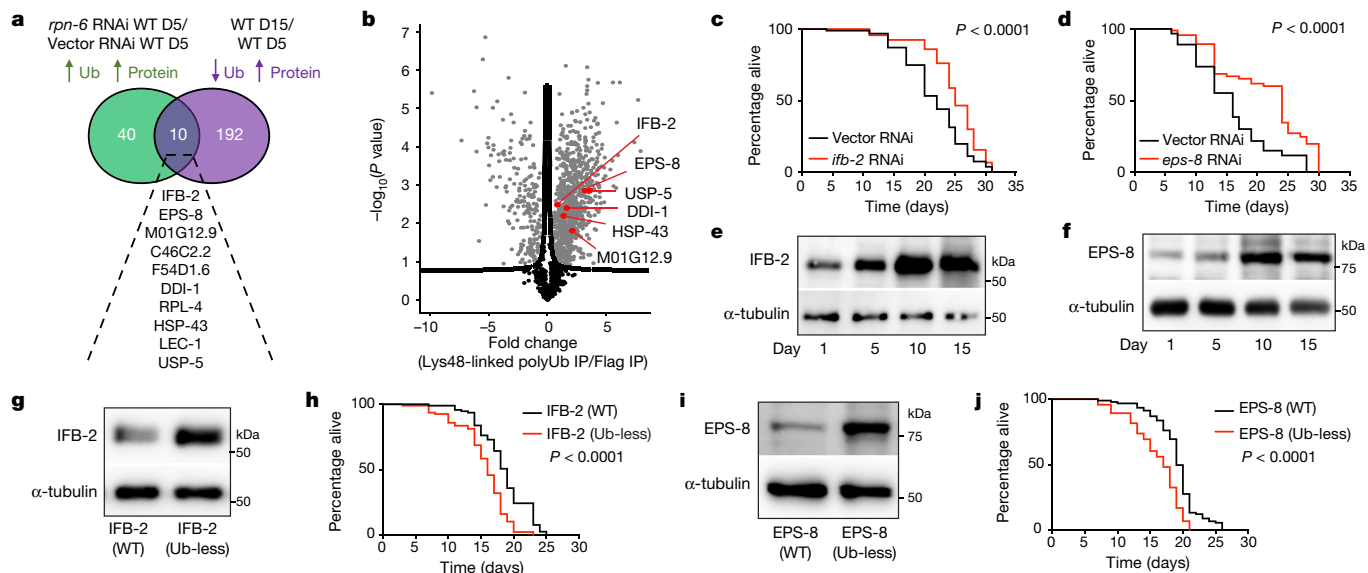 a
rpn-6 RNAi WT D5/
Vector RNAi WT D5
WT D15/
WT D5
↑ Ub ↑ Protein
↓ Ub ↑ Protein
40 10 192
IFB-2
EPS-8
M01G12.9
C46C2.2
F54D1.6
DDI-1
RPL-4
HSP-43
LEC-1
USP-5
b
−log10(P value)
7
6
5
4
3
2
1
0
IFB-2
EPS-8
USP-5
DDI-1
HSP-43
M01G12.9
−10 −5 0 5
Fold change
(Lys48-linked polyUb IP/Flag IP)
c
P < 0.0001
Percentage alive
100
50
0
Vector RNAi
ifb-2 RNAi
0 5 10 15 20 25 30 35
Time (days)
d
P < 0.0001
Percentage alive
100
50
0
Vector RNAi
eps-8 RNAi
0 5 10 15 20 25 30 35
Time (days)
e
IFB-2
α-tubulin
kDa
50
50
Day 1 5 10 15
f
EPS-8
α-tubulin
kDa
75
50
Day 1 5 10 15
g
IFB-2
α-tubulin
kDa
50
50
IFB-2 (WT)
IFB-2 (Ub-less)
h
Percentage alive
100
50
0
IFB-2 (WT)
IFB-2 (Ub-less)
P < 0.0001
0 5 10 15 20 25 30
Time (days)
i
EPS-8
α-tubulin
kDa
75
50
EPS-8 (WT)
EPS-8 (Ub-less)
j
Percentage alive
100
50
0
EPS-8 (WT)
EPS-8 (Ub-less)
P < 0.0001
0 5 10 15 20 25 30
Time (days)